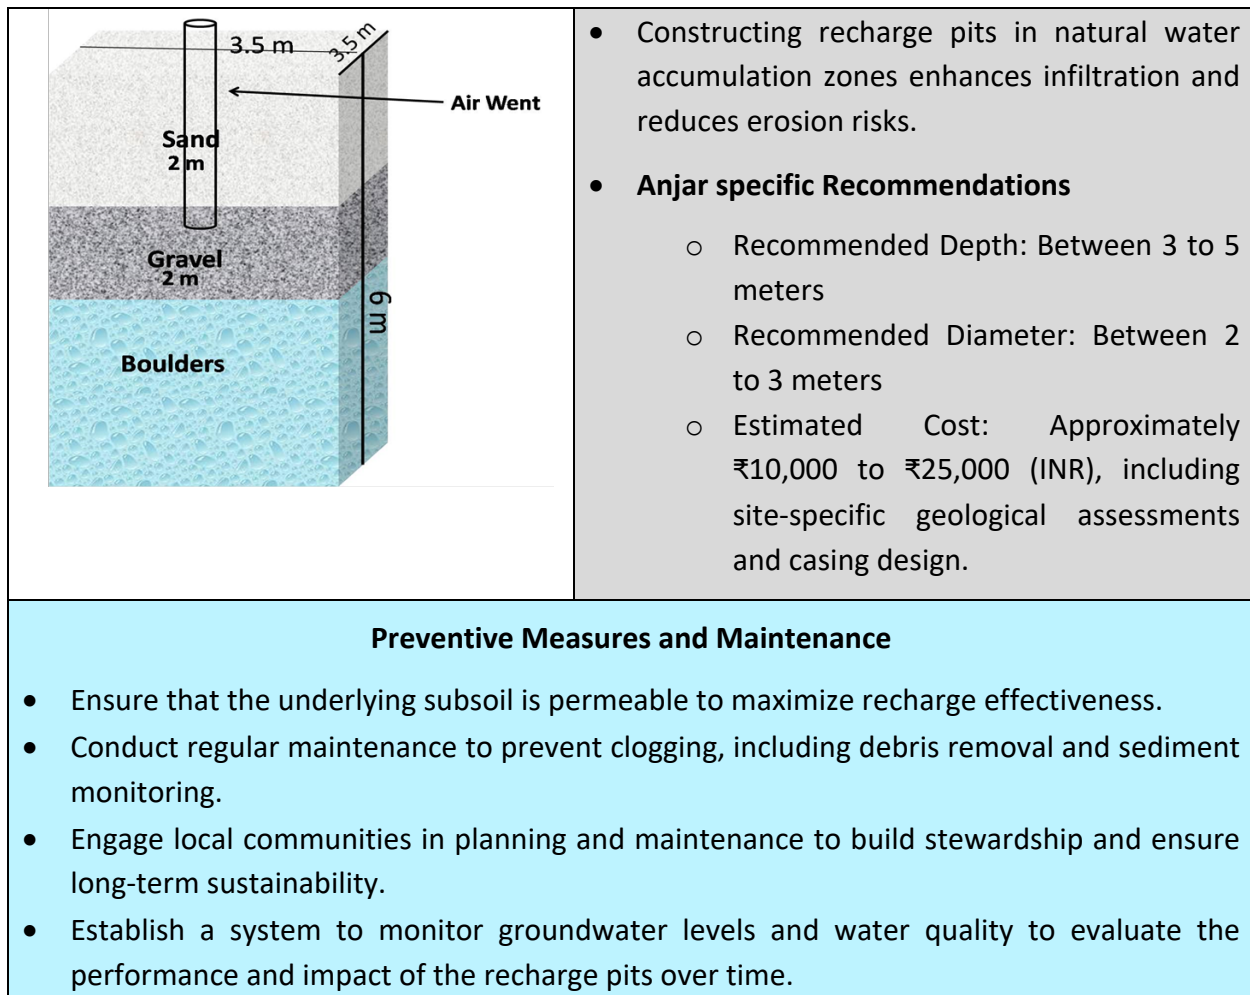 3.5 m
3.5 m
Air Went
Sand
2 m
Gravel
2 m
6 m
Boulders
• Constructing recharge pits in natural water
accumulation zones enhances infiltration and
reduces erosion risks.
• Anjar specific Recommendations
o Recommended Depth: Between 3 to 5
meters
o Recommended Diameter: Between 2
to 3 meters
o Estimated Cost: Approximately
₹10,000 to ₹25,000 (INR), including
site-specific geological assessments
and casing design.
Preventive Measures and Maintenance
• Ensure that the underlying subsoil is permeable to maximize recharge effectiveness.
• Conduct regular maintenance to prevent clogging, including debris removal and sediment
monitoring.
• Engage local communities in planning and maintenance to build stewardship and ensure
long-term sustainability.
• Establish a system to monitor groundwater levels and water quality to evaluate the
performance and impact of the recharge pits over time.